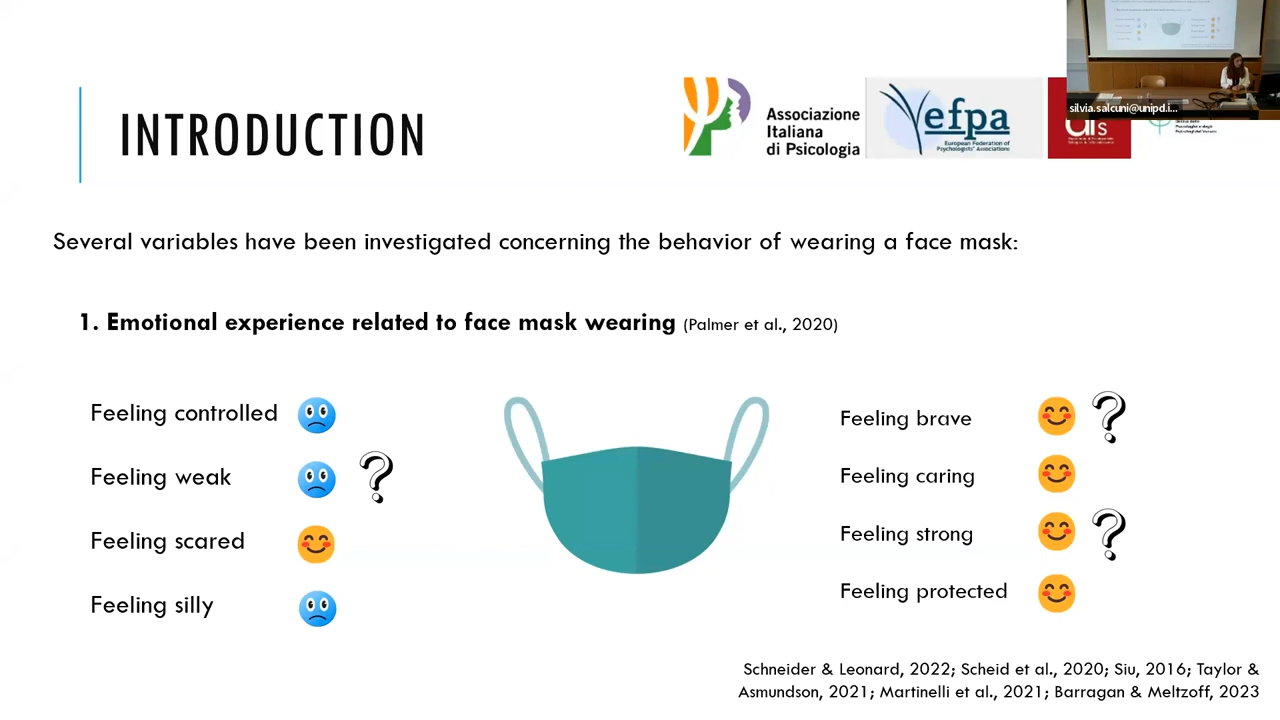 silvia.salcuni@unipd.i...
INTRODUCTION
Associazione
Italiana
di Psicologia
efpa
European Federation of
Psychologists' Associations
Several variables have been investigated concerning the behavior of wearing a face mask:
1. Emotional experience related to face mask wearing (Palmer et al., 2020)
Feeling controlled
Feeling weak ?
Feeling scared
Feeling silly
Feeling brave ?
Feeling caring
Feeling strong ?
Feeling protected
Schneider & Leonard, 2022; Scheid et al., 2020; Siu, 2016; Taylor &
Asmundson, 2021; Martinelli et al., 2021; Barragan & Meltzoff, 2023